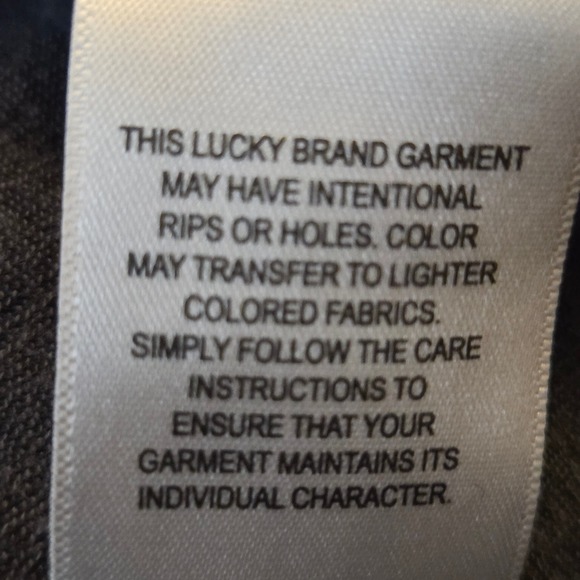 THIS LUCKY BRAND GARMENT
MAY HAVE INTENTIONAL
RIPS OR HOLES. COLOR
MAY TRANSFER TO LIGHTER
COLORED FABRICS.
SIMPLY FOLLOW THE CARE
INSTRUCTIONS TO
ENSURE THAT YOUR
GARMENT MAINTAINS ITS
INDIVIDUAL CHARACTER.